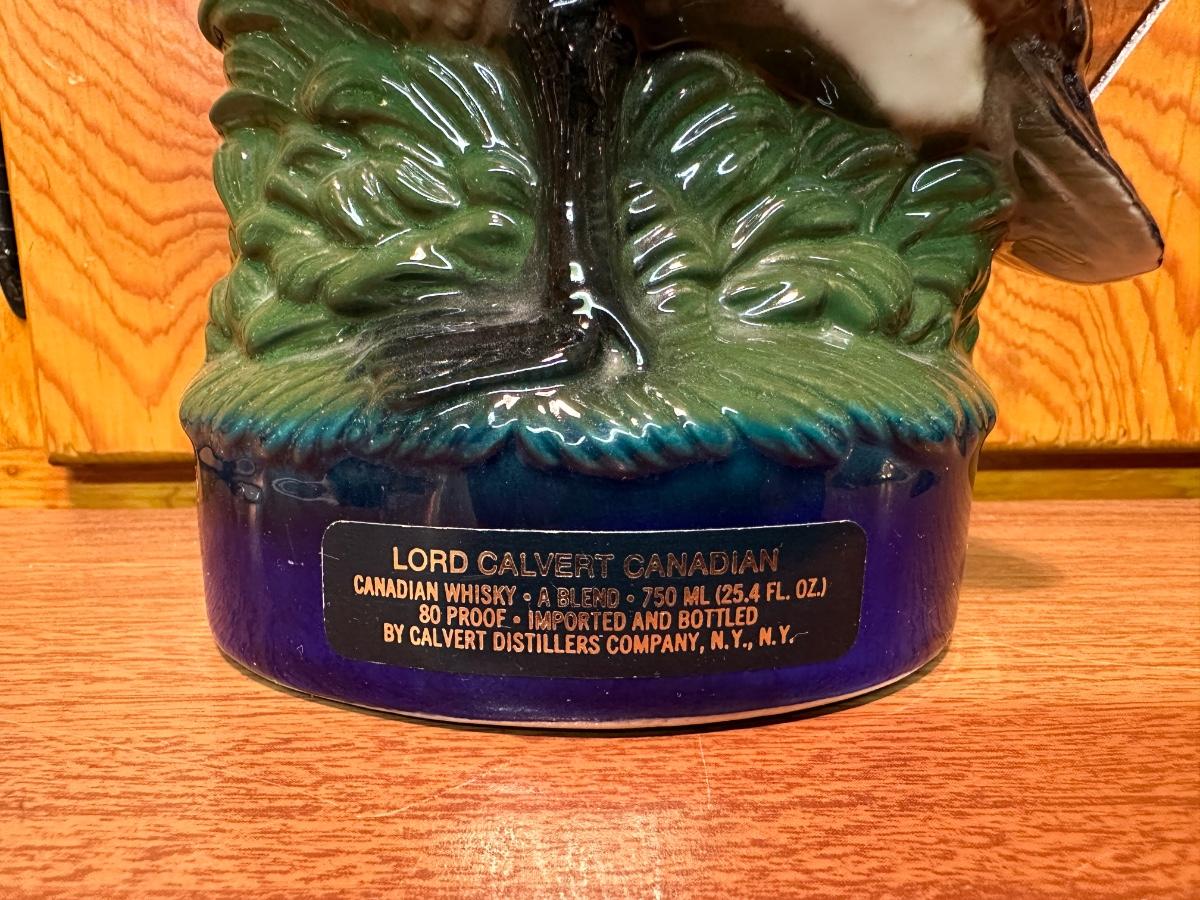 LORD CALVERT CANADIAN
CANADIAN WHISKY • A BLEND • 750 ML (25.4 FL. OZ.)
80 PROOF • IMPORTED AND BOTTLED
BY CALVERT DISTILLERS COMPANY, N.Y., N.Y.